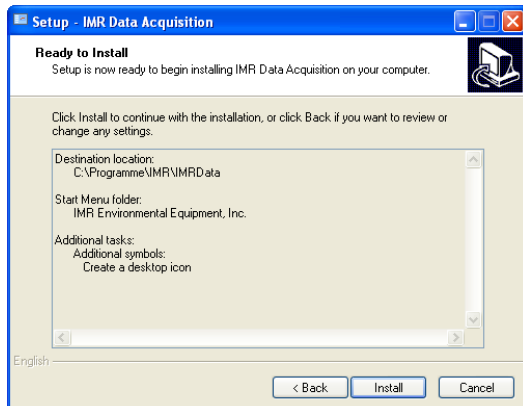 Setup - IMR Data Acquisition
Ready to Install
Setup is now ready to begin installing IMR Data Acquisition on your computer.
Click Install to continue with the installation, or click Back if you want to review or
change any settings.
Destination location:
C:\Programme\IMR\IMRData
Start Menu folder:
IMR Environmental Equipment, Inc.
Additional tasks:
Additional symbols:
Create a desktop icon
English
< Back
Install
Cancel